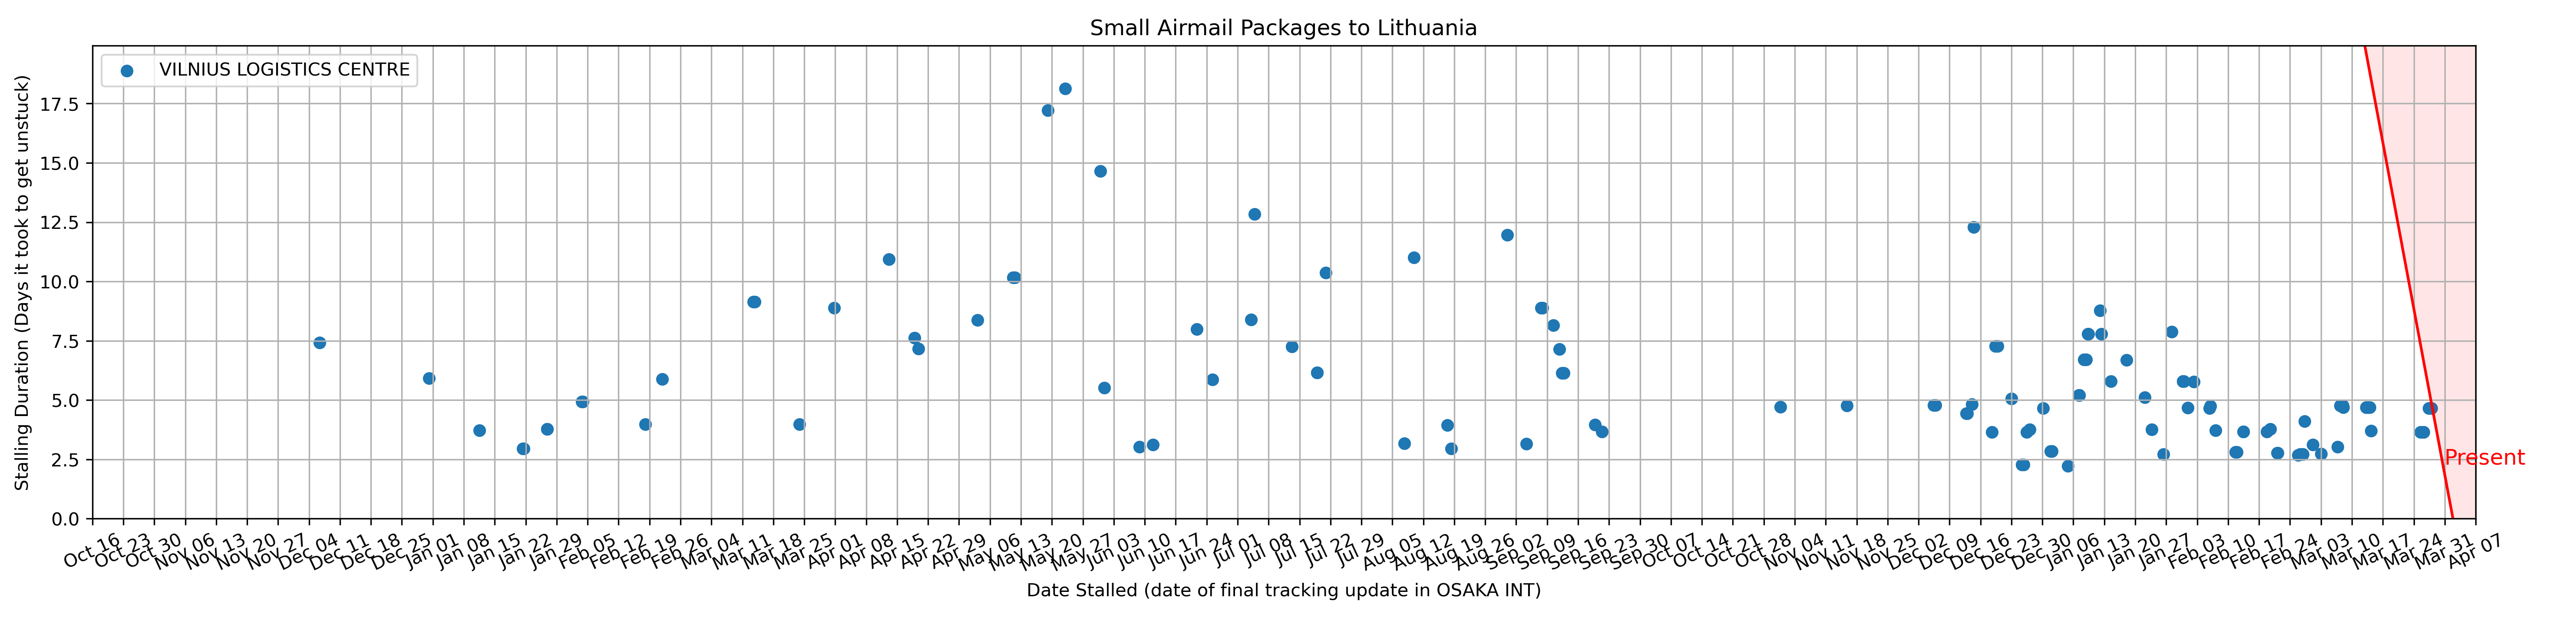 Small Airmail Packages to Lithuania
VILNIUS LOGISTICS CENTRE
Stalling Duration (Days it took to get unstuck)
17.5
15.0
12.5
10.0
7.5
5.0
2.5
0.0
Present
Oct 16 Oct 23 Oct 30 Nov 06 Nov 13 Nov 20 Nov 27 Dec 04 Dec 11 Dec 18 Dec 25 Jan 01 Jan 08 Jan 15 Jan 22 Jan 29 Feb 05 Feb 12 Feb 19 Feb 26 Mar 04 Mar 11 Mar 18 Mar 25 Apr 01 Apr 08 Apr 15 Apr 22 Apr 29 May 06 May 13 May 20 May 27 Jun 03 Jun 10 Jun 17 Jun 24 Jul 01 Jul 08 Jul 15 Jul 22 Jul 29 Aug 05 Aug 12 Aug 19 Aug 26 Sep 02 Sep 09 Sep 16 Sep 23 Sep 30 Oct 07 Oct 14 Oct 21 Oct 28 Nov 04 Nov 11 Nov 18 Nov 25 Dec 02 Dec 09 Dec 16 Dec 23 Dec 30 Jan 06 Jan 13 Jan 20 Jan 27 Feb 03 Feb 10 Feb 17 Feb 24 Mar 03 Mar 10 Mar 17 Mar 24 Mar 31 Apr 07
Date Stalled (date of final tracking update in OSAKA INT)